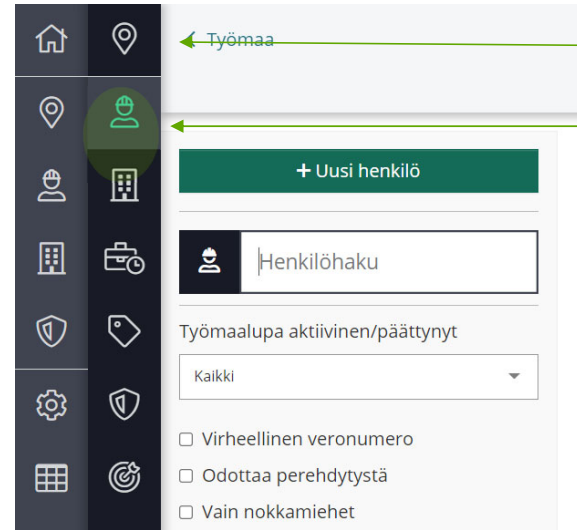 Työmaa
+ Uusi henkilö
Henkilöhaku
Työmaalupa aktiivinen/päättynyt
Kaikki
Virheellinen veronumero
Odottaa perehdytystä
Vain nokkamiehet